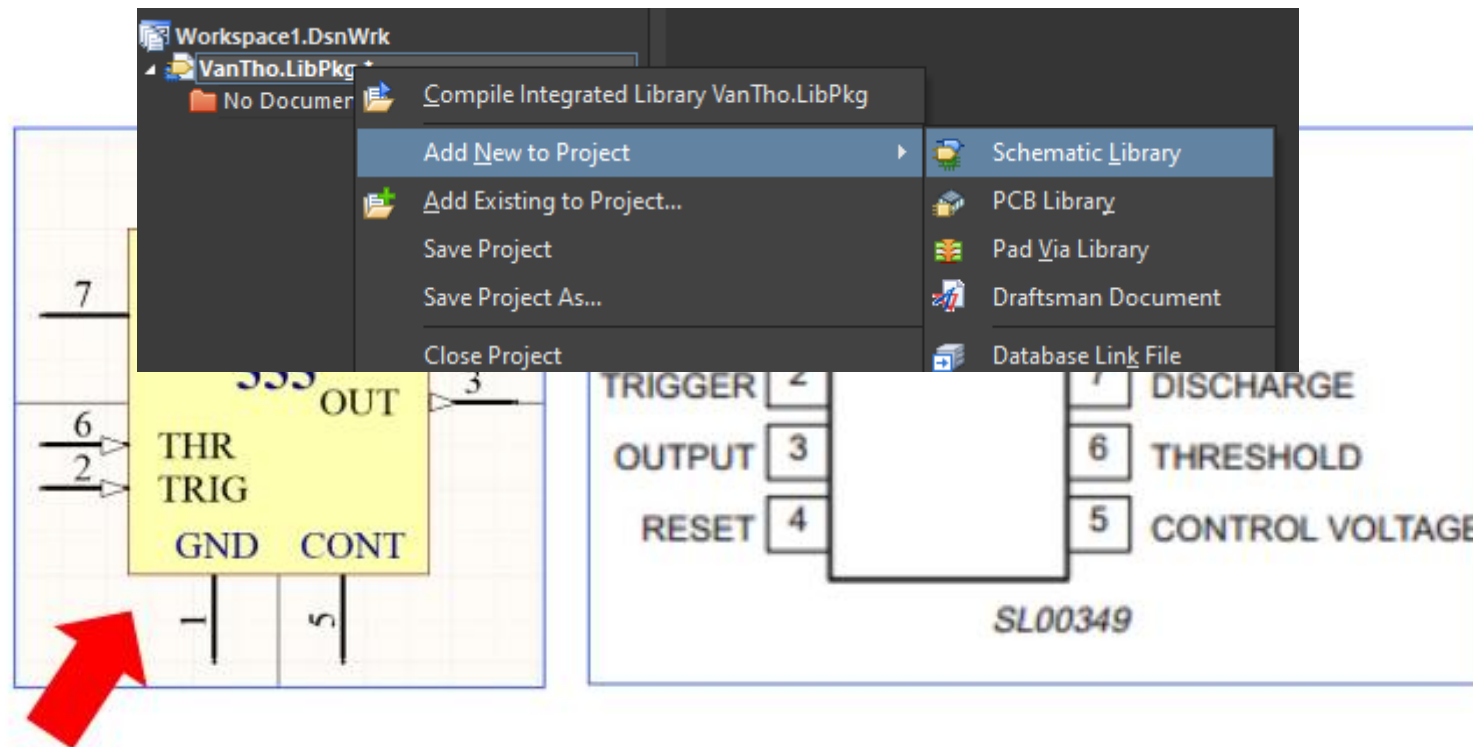 Workspace1.DsnWrk
VanTho.LibPkg *
No Documen
Compile Integrated Library VanTho.LibPkg
Add New to Project
Add Existing to Project...
Save Project
Save Project As...
Close Project
Schematic Library
PCB Library
Pad Via Library
Draftsman Document
Database Link File
7
555
OUT
3
6
THR
2
TRIG
GND
CONT
1
5
TRIGGER 2
7 DISCHARGE
OUTPUT 3
6 THRESHOLD
RESET 4
5 CONTROL VOLTAGE
SL00349